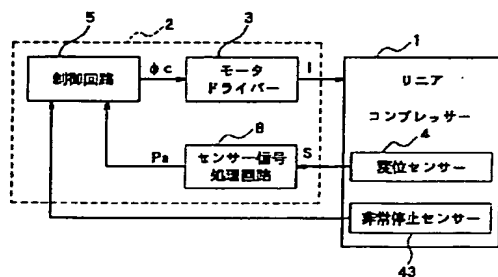 5
2
3
1
制御回路
φc
モータ
ドライバー
I
リニア
コンプレッサー
4
変位センサー
8
Pa
センサー信号
処理回路
S
非常停止センサー
43